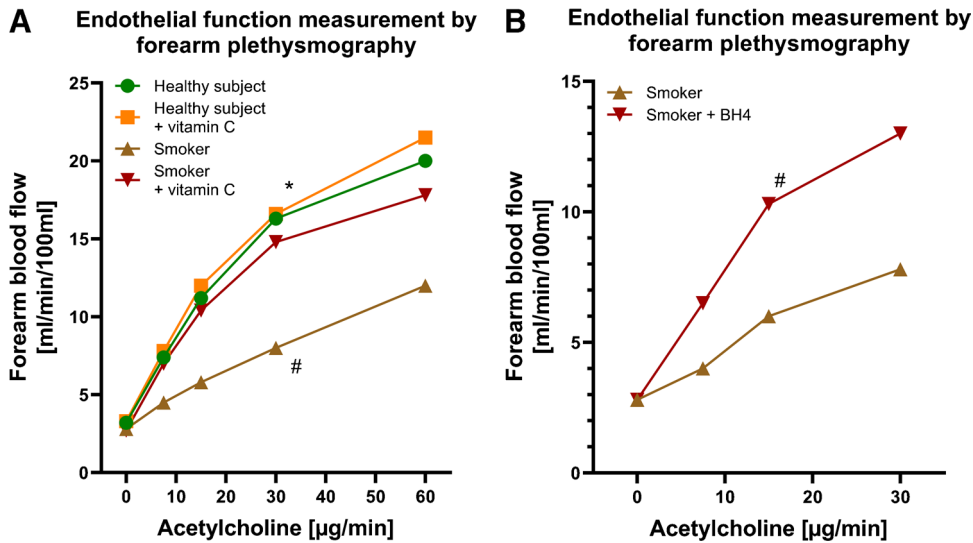 A
Endothelial function measurement by
forearm plethysmography
25
20
15
10
5
0
Forearm blood flow
[ml/min/100ml]
Healthy subject
Healthy subject
+ vitamin C
Smoker
Smoker
+ vitamin C
*
#
0 10 20 30 40 50 60
Acetylcholine [µg/min]
B
Endothelial function measurement by
forearm plethysmography
15
10
5
0
Forearm blood flow
[ml/min/100ml]
Smoker
Smoker + BH4
#
0 10 20 30
Acetylcholine [µg/min]